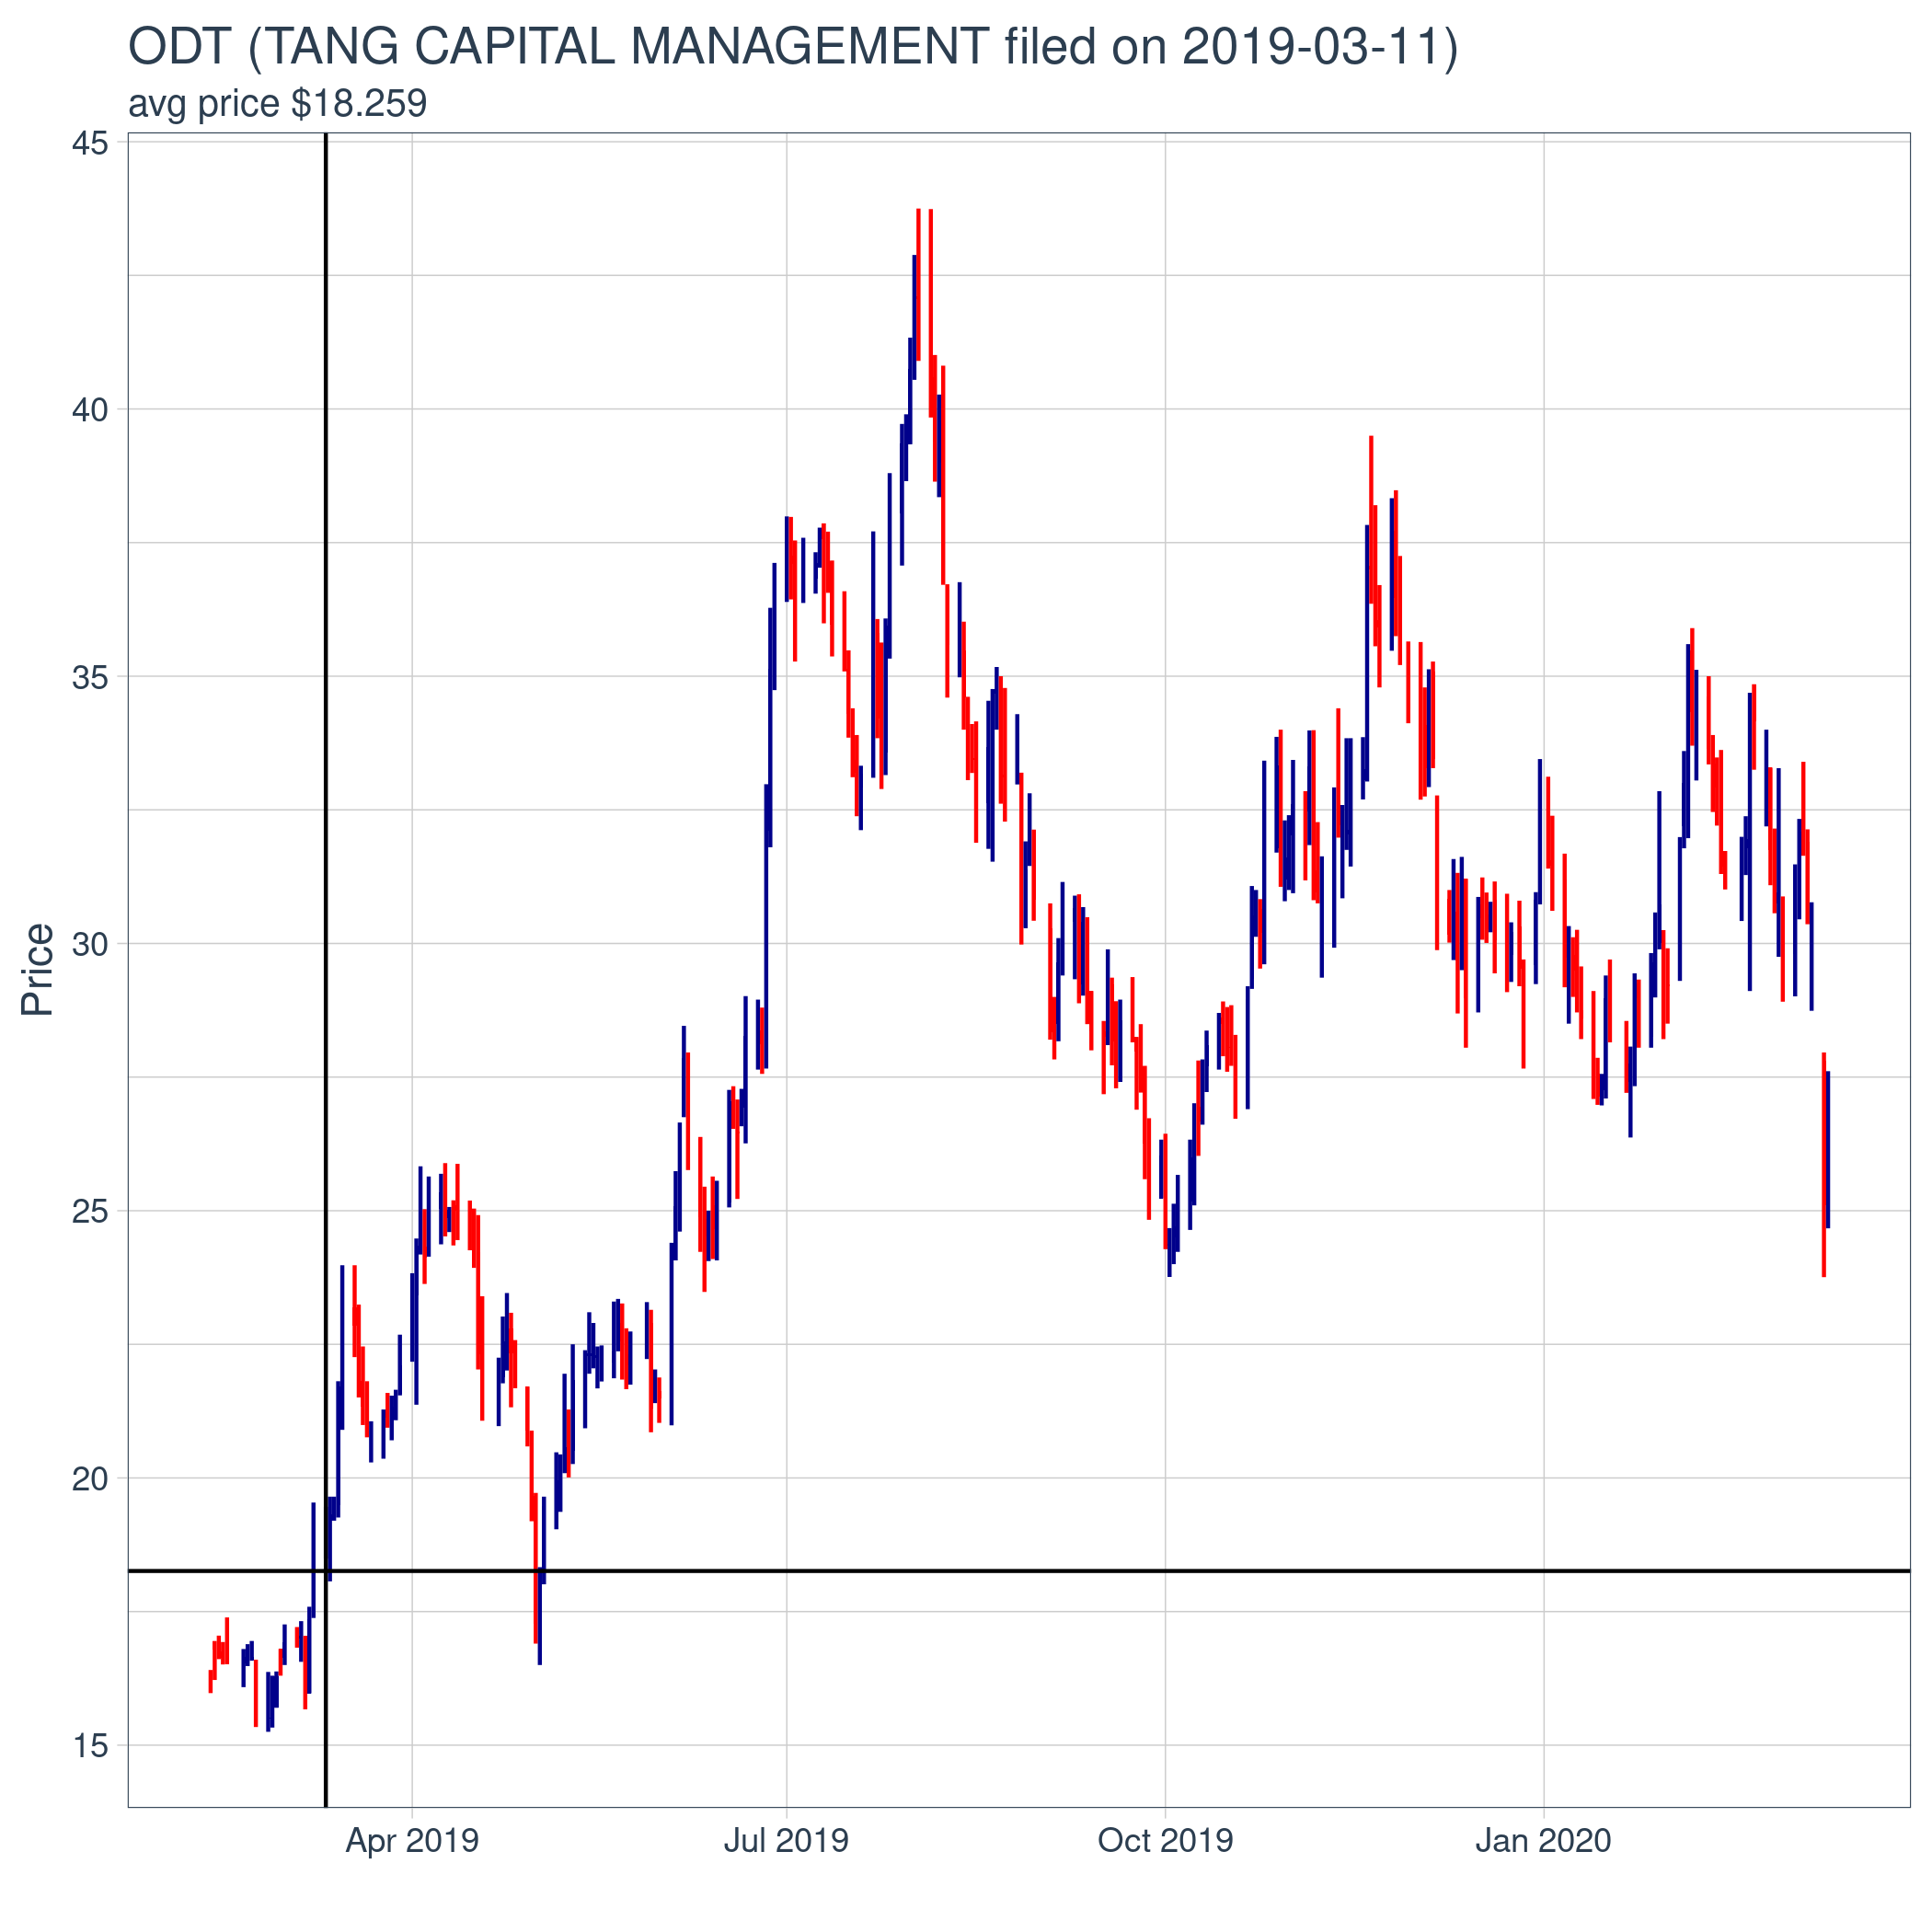 ODT (TANG CAPITAL MANAGEMENT filed on 2019-03-11)
avg price $18.259
45
40
35
30
25
20
15
Price
Apr 2019
Jul 2019
Oct 2019
Jan 2020